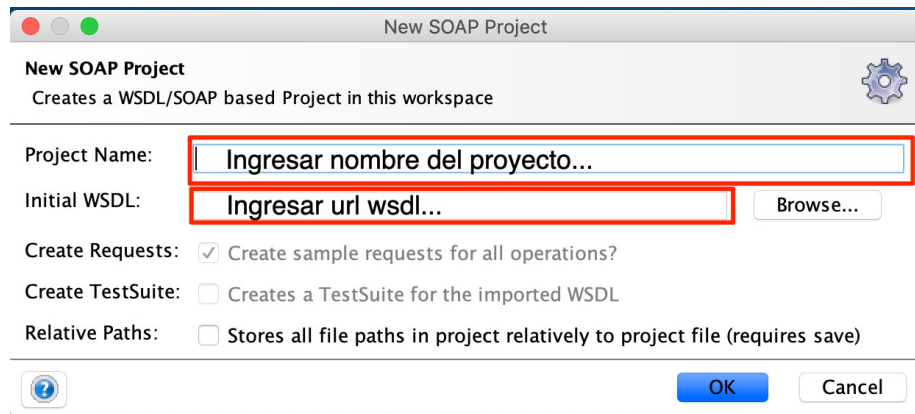 New SOAP Project
New SOAP Project
Creates a WSDL/SOAP based Project in this workspace
Project Name: Ingresar nombre del proyecto...
Initial WSDL: Ingresar url wsdl... Browse...
Create Requests: Create sample requests for all operations?
Create TestSuite: Creates a TestSuite for the imported WSDL
Relative Paths: Stores all file paths in project relatively to project file (requires save)
? OK Cancel